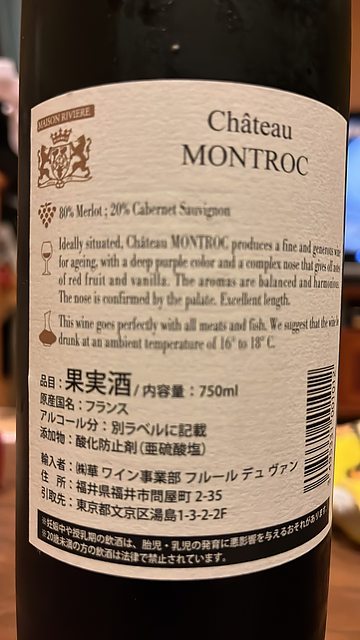 MAISON RIVIERE
Château
MONTROC
80% Merlot ; 20% Cabernet Sauvignon
Ideally situated, Château MONTROC produces a fine and generous wine
for ageing, with a deep purple color and a complex nose that gives off notes
of red fruit and vanilla. The aromas are balanced and harmonious.
The nose is confirmed by the palate. Excellent length.
This wine goes perfectly with all meats and fish. We suggest that the wine is
drunk at an ambient temperature of 16° to 18° C.
品目：果実酒 / 内容量：750ml
原産国名：フランス
アルコール分：別ラベルに記載
添加物：酸化防止剤（亜硫酸塩）
輸入者：㈱華 ワイン事業部 フルール デュ ヴァン
住 所：福井県福井市問屋町 2-35
引取先：東京都文京区湯島1-3-2-2F
※妊娠中や授乳期の飲酒は、胎児・乳児の発育に悪影響を与えるおそれがあります。
※20歳未満の方の飲酒は法律で禁止されています。